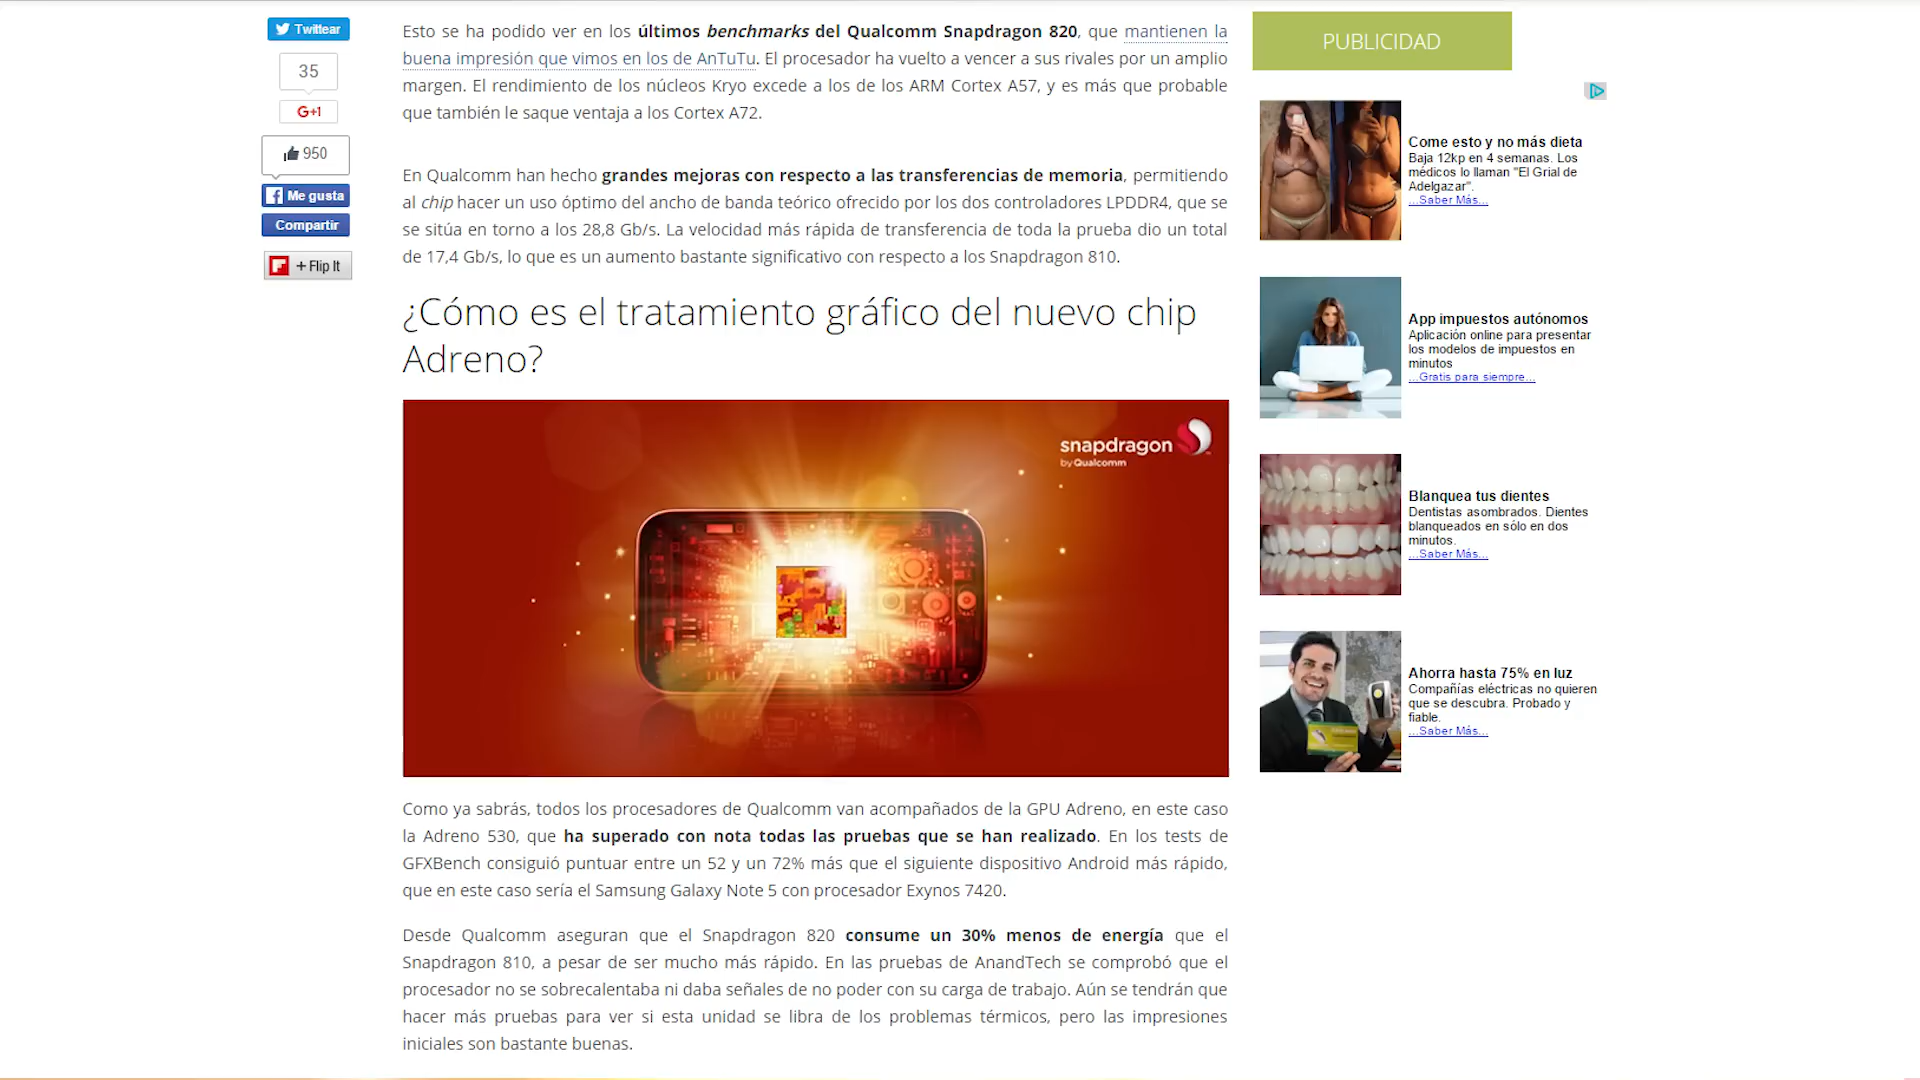 Twittear
35
G+1
950
Me gusta
Compartir
+ Flip It
Esto se ha podido ver en los últimos benchmarks del Qualcomm Snapdragon 820, que mantienen la
buena impresión que vimos en los de AnTuTu. El procesador ha vuelto a vencer a sus rivales por un amplio
margen. El rendimiento de los núcleos Kryo excede a los de los ARM Cortex A57, y es más que probable
que también le saque ventaja a los Cortex A72.
En Qualcomm han hecho grandes mejoras con respecto a las transferencias de memoria, permitiendo
al chip hacer un uso óptimo del ancho de banda teórico ofrecido por los dos controladores LPDDR4, que se
se sitúa en torno a los 28,8 Gb/s. La velocidad más rápida de transferencia de toda la prueba dio un total
de 17,4 Gb/s, lo que es un aumento bastante significativo con respecto a los Snapdragon 810.
¿Cómo es el tratamiento gráfico del nuevo chip
Adreno?
snapdragon
by Qualcomm
Como ya sabrás, todos los procesadores de Qualcomm van acompañados de la GPU Adreno, en este caso
la Adreno 530, que ha superado con nota todas las pruebas que se han realizado. En los tests de
GFXBench consiguió puntuar entre un 52 y un 72% más que el siguiente dispositivo Android más rápido,
que en este caso sería el Samsung Galaxy Note 5 con procesador Exynos 7420.
Desde Qualcomm aseguran que el Snapdragon 820 consume un 30% menos de energía que el
Snapdragon 810, a pesar de ser mucho más rápido. En las pruebas de AnandTech se comprobó que el
procesador no se sobrecalentaba ni daba señales de no poder con su carga de trabajo. Aún se tendrán que
hacer más pruebas para ver si esta unidad se libra de los problemas térmicos, pero las impresiones
iniciales son bastante buenas.
PUBLICIDAD
Come esto y no más dieta
Baja 12kp en 4 semanas. Los
médicos lo llaman "El Grial de
Adelgazar".
...Saber Más...
App impuestos autónomos
Aplicación online para presentar
los modelos de impuestos en
minutos
...Gratis para siempre...
Blanquea tus dientes
Dentistas asombrados. Dientes
blanqueados en sólo en dos
minutos.
...Saber Más...
Ahorra hasta 75% en luz
Compañías eléctricas no quieren
que se descubra. Probado y
fiable.
...Saber Más...